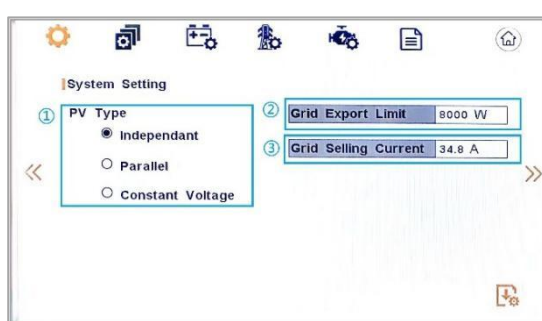 System Setting
① PV Type
Independant
Parallel
Constant Voltage
② Grid Export Limit 8000 W
③ Grid Selling Current 34.8 A